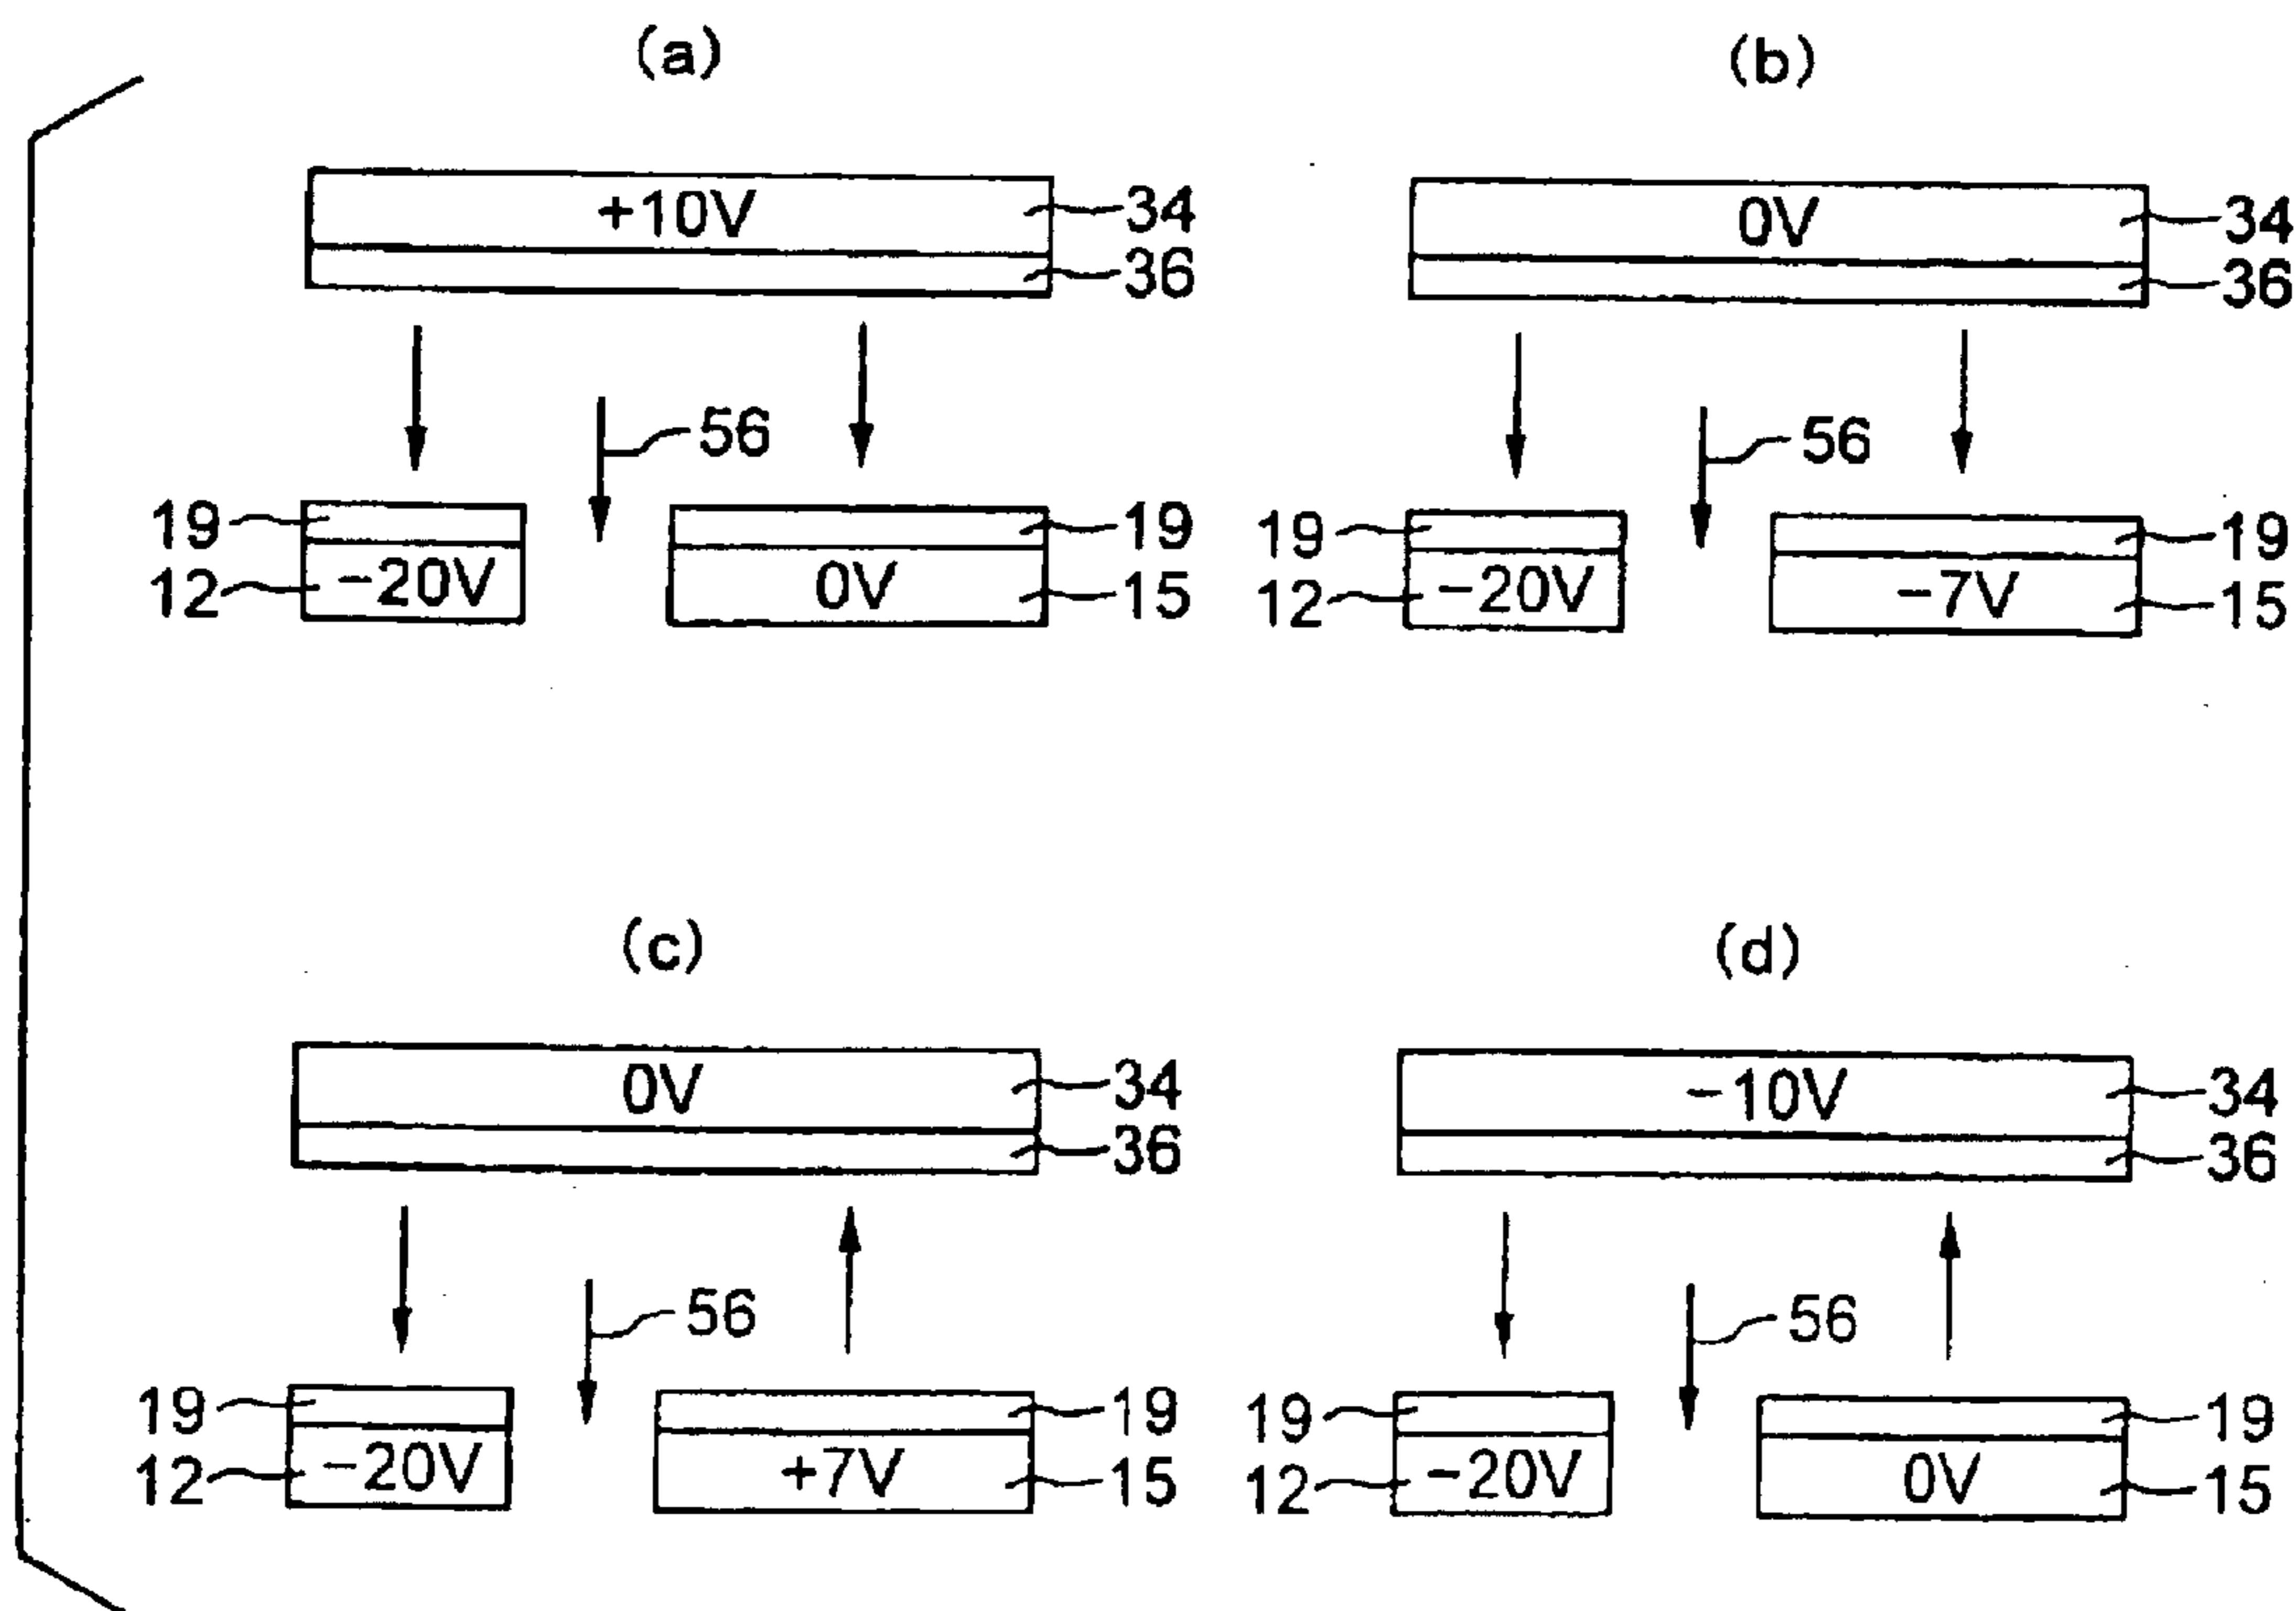 (a) (b)
+10V 34 0V 34
36 36
56 56
19 19 19 19
12 -20V 0V 15 12 -20V -7V 15
(c) (d)
0V 34 -10V 34
36 36
56 56
19 19 19 19
12 -20V +7V 15 12 -20V 0V 15